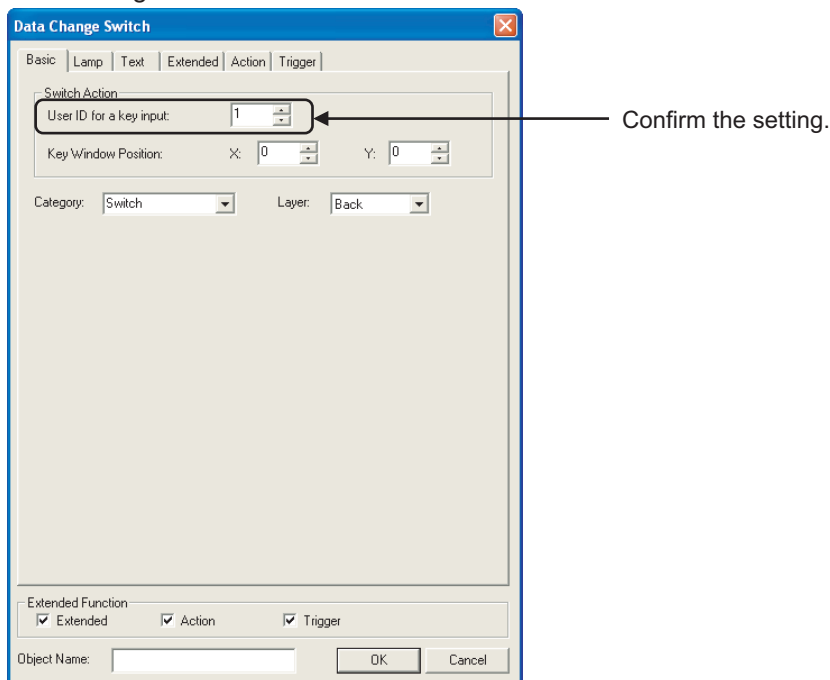 Data Change Switch
Basic Lamp Text Extended Action Trigger
Switch Action
User ID for a key input: 1
Confirm the setting.
Key Window Position: X: 0 Y: 0
Category: Switch Layer: Back
Extended Function
Extended Action Trigger
Object Name: OK Cancel